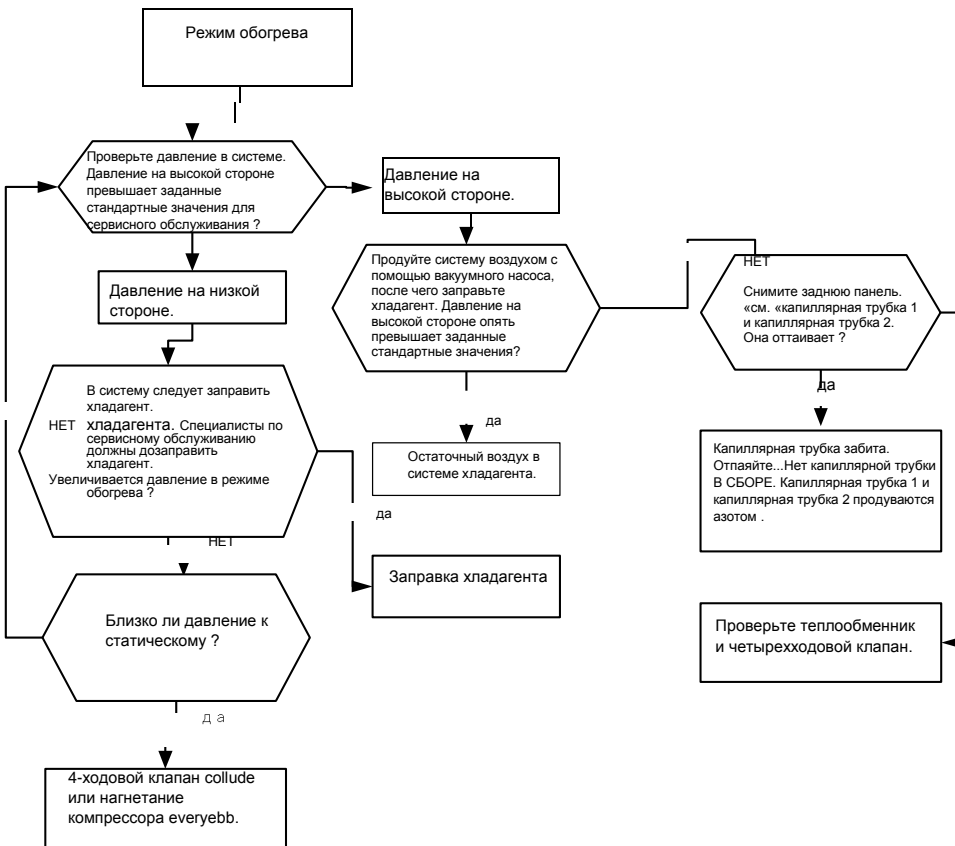 Режим обогрева
Проверьте давление в системе.
Давление на высокой стороне
превышает заданные
стандартные значения для
сервисного обслуживания ?
Давление на
высокой стороне.
Продуйте систему воздухом с
помощью вакуумного насоса,
после чего заправьте
хладагент. Давление на
высокой стороне опять
превышает заданные
стандартные значения?
НЕТ
Снимите заднюю панель.
«см. «капиллярная трубка 1
и капиллярная трубка 2.
Она оттаивает ?
Давление на низкой
стороне.
В систему следует заправить
хладагент.
НЕТ хладагента. Специалисты по
сервисному обслуживанию
должны дозаправить
хладагент.
Увеличивается давление в режиме
обогрева ?
да
Остаточный воздух в
системе хладагента.
да
Капиллярная трубка забита.
Отпаяйте...Нет капиллярной трубки
В СБОРЕ. Капиллярная трубка 1 и
капиллярная трубка 2 продуваются
азотом .
да
НЕТ
Заправка хладагента
Близко ли давление к
статическому ?
Проверьте теплообменник
и четырехходовой клапан.
да
4-ходовой клапан collude
или нагнетание
компрессора everyebb.